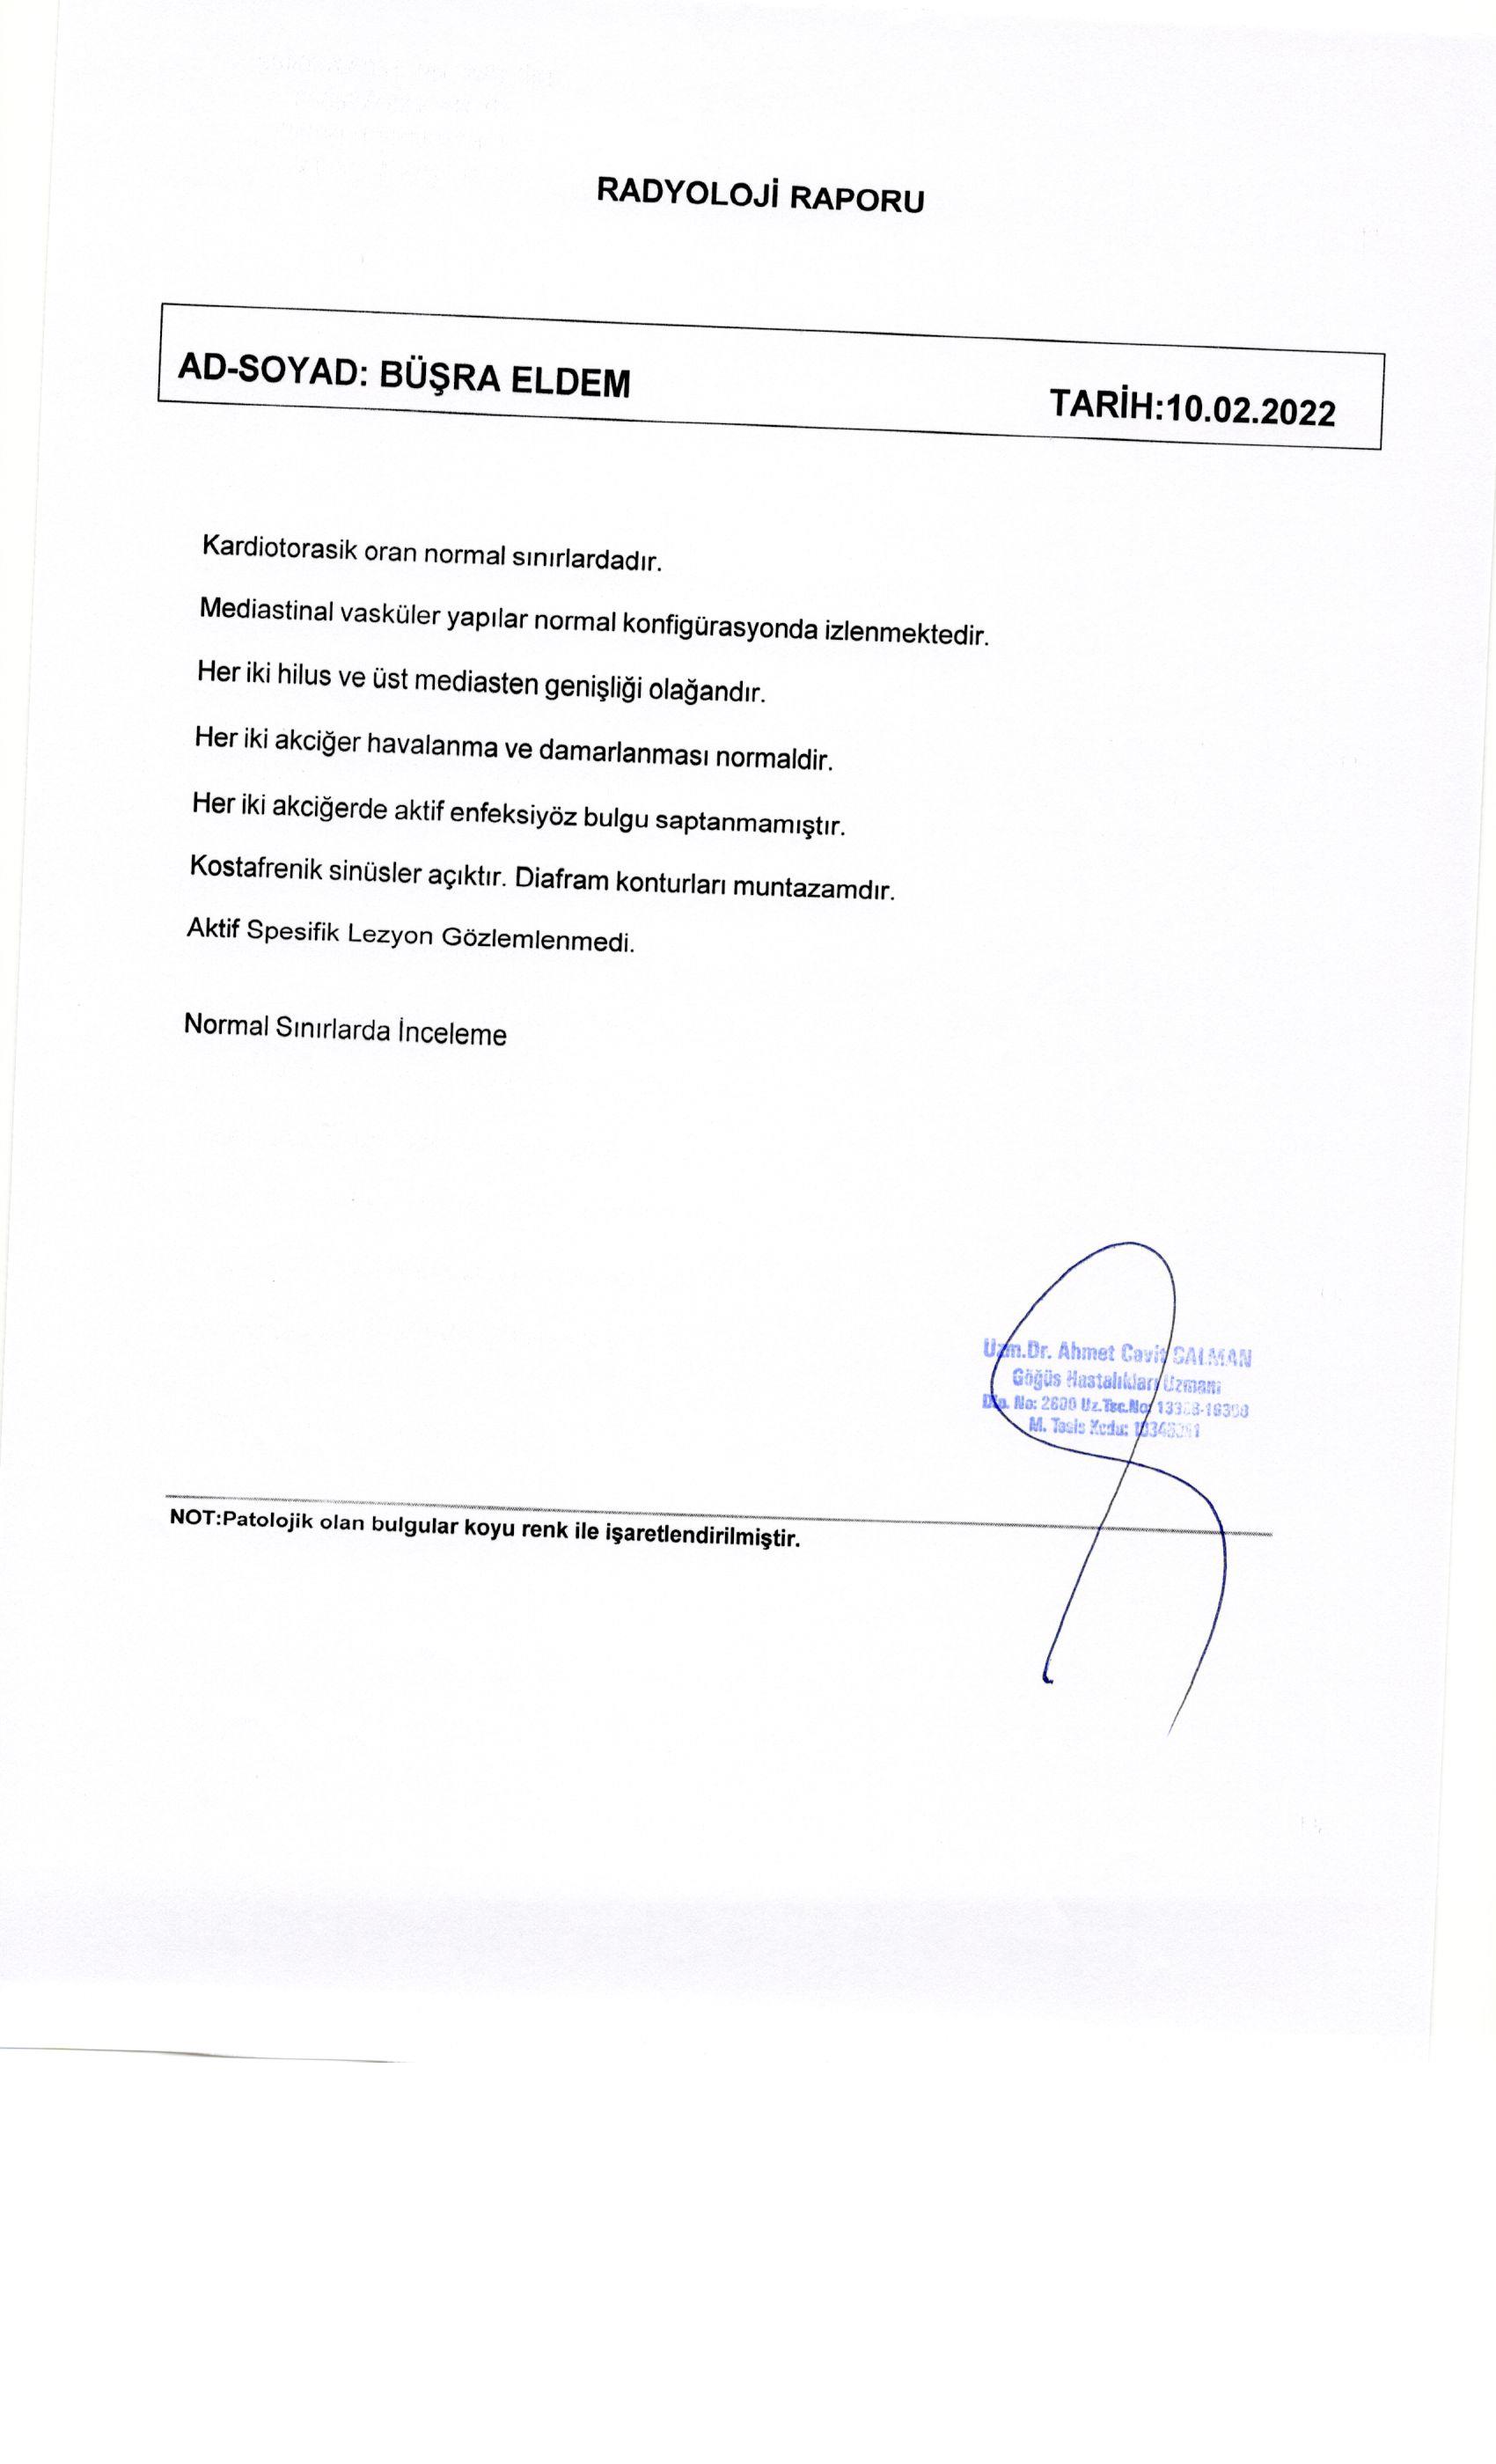 RADYOLOJİ RAPORU
AD-SOYAD: BÜŞRA ELDEM TARİH:10.02.2022
Kardiotorasik oran normal sınırlardadır.
Mediastinal vasküler yapılar normal konfigürasyonda izlenmektedir.
Her iki hilus ve üst mediasten genişliği olağandır.
Her iki akciğer havalanma ve damarlanması normaldir.
Her iki akciğerde aktif enfeksiyöz bulgu saptanmamıştır.
Kostafrenik sinüsler açıktır. Diafram konturları muntazamdır.
Aktif Spesifik Lezyon Gözlemlenmedi.
Normal Sınırlarda İnceleme
Uzm.Dr. Ahmet Cavit SALMAN
Göğüs Hastalıkları Uzmanı
Dip. No: 2600 Uz.Tsc.No:
M. Tesis Kodu:
NOT:Patolojik olan bulgular koyu renk ile işaretlendirilmiştir.